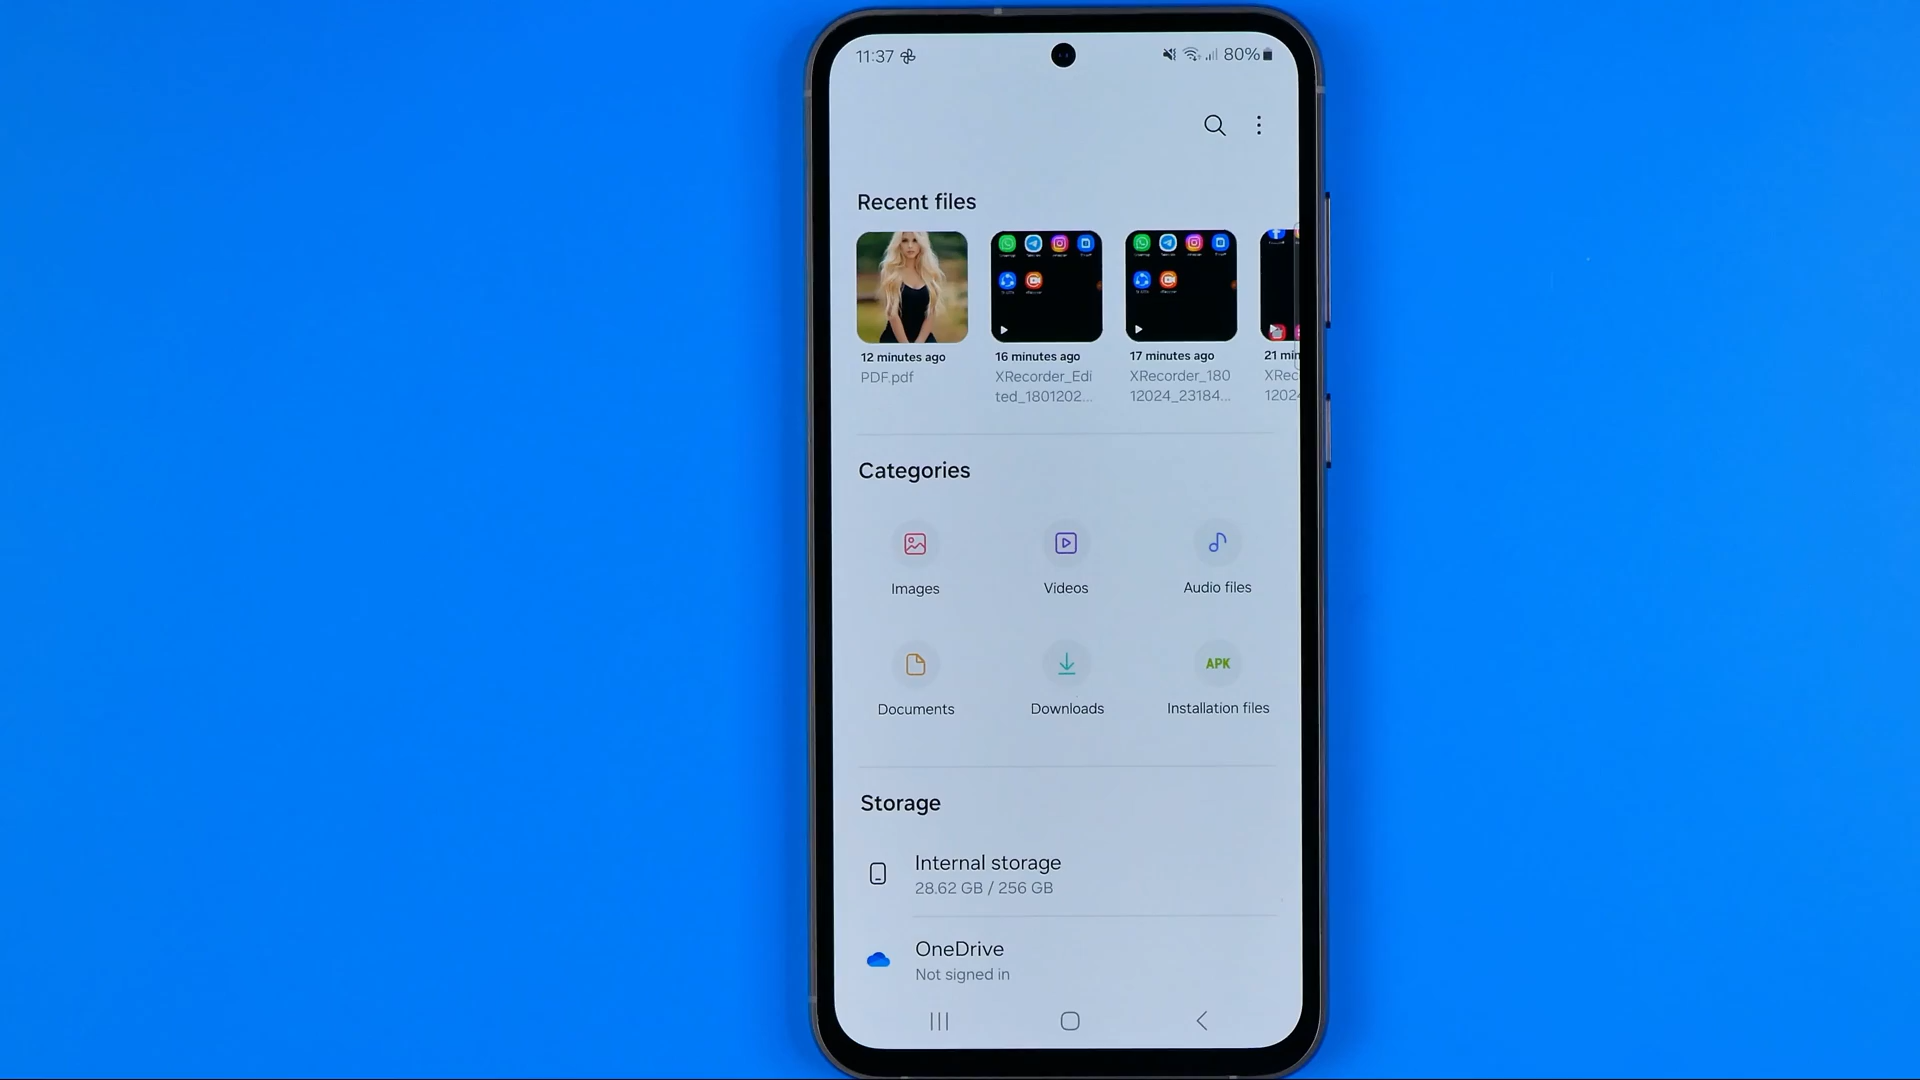 11:37
80%
Recent files
12 minutes ago
PDF.pdf
16 minutes ago
XRecorder_Edi
ted_1801202...
17 minutes ago
XRecorder_180
12024_23184...
21 min
XRec
1202
Categories
Images
Videos
Audio files
Documents
Downloads
APK
Installation files
Storage
Internal storage
28.62 GB / 256 GB
OneDrive
Not signed in